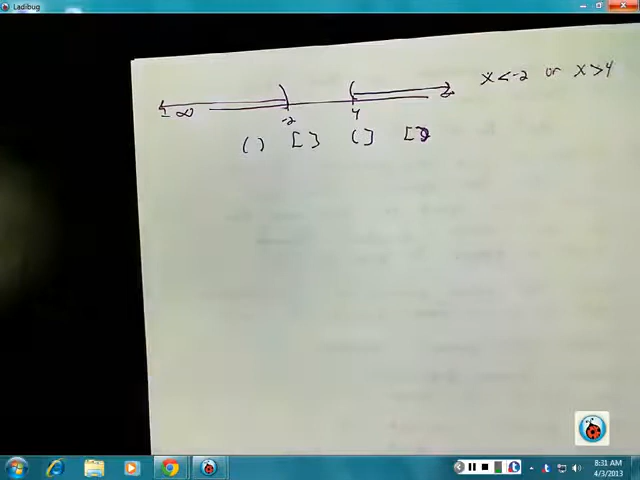 Ladibug
x < -2 or x > 4
) (
- ∞ -2 4 ∞
( ) [ ] ( ]
8:31 AM
4/3/2013